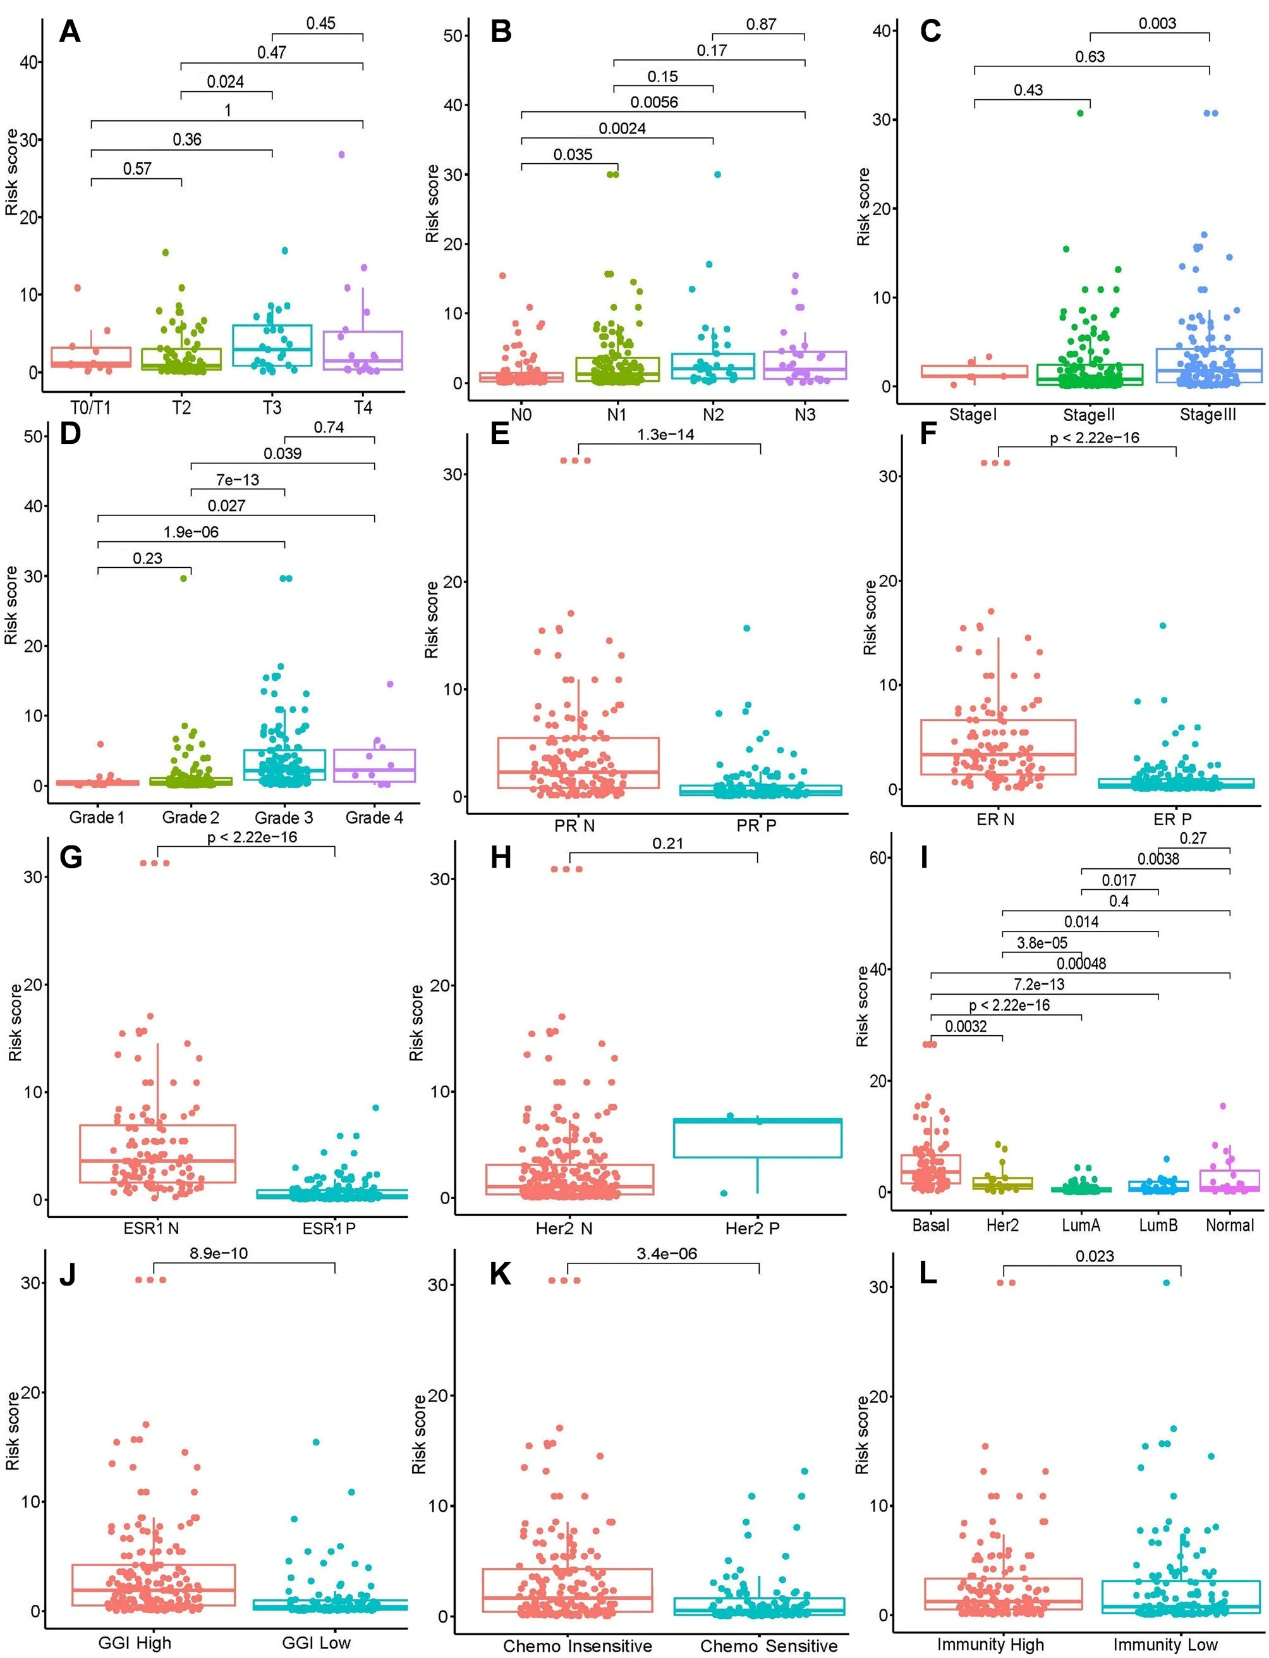 A
0.45
0.47
0.024
1
0.36
0.57
Risk score
40
30
20
10
0
T0/T1 T2 T3 T4
B
0.87
0.17
0.15
0.0056
0.0024
0.035
Risk score
50
40
30
20
10
0
N0 N1 N2 N3
C
0.003
0.63
0.43
Risk score
40
30
20
10
0
StageI StageII StageIII
D
0.74
0.039
7e−13
0.027
1.9e−06
0.23
Risk score
50
40
30
20
10
0
Grade 1 Grade 2 Grade 3 Grade 4
E
1.3e−14
Risk score
30
20
10
0
PR N PR P
F
p < 2.22e−16
Risk score
30
20
10
0
ER N ER P
G
p < 2.22e−16
Risk score
30
20
10
0
ESR1 N ESR1 P
H
0.21
Risk score
30
20
10
0
Her2 N Her2 P
I
0.27
0.0038
0.017
0.4
0.014
3.8e−05
0.00048
7.2e−13
p < 2.22e−16
0.0032
Risk score
60
40
20
0
Basal Her2 LumA LumB Normal
J
8.9e−10
Risk score
30
20
10
0
GGI High GGI Low
K
3.4e−06
Risk score
30
20
10
0
Chemo Insensitive Chemo Sensitive
L
0.023
Risk score
30
20
10
0
Immunity High Immunity Low